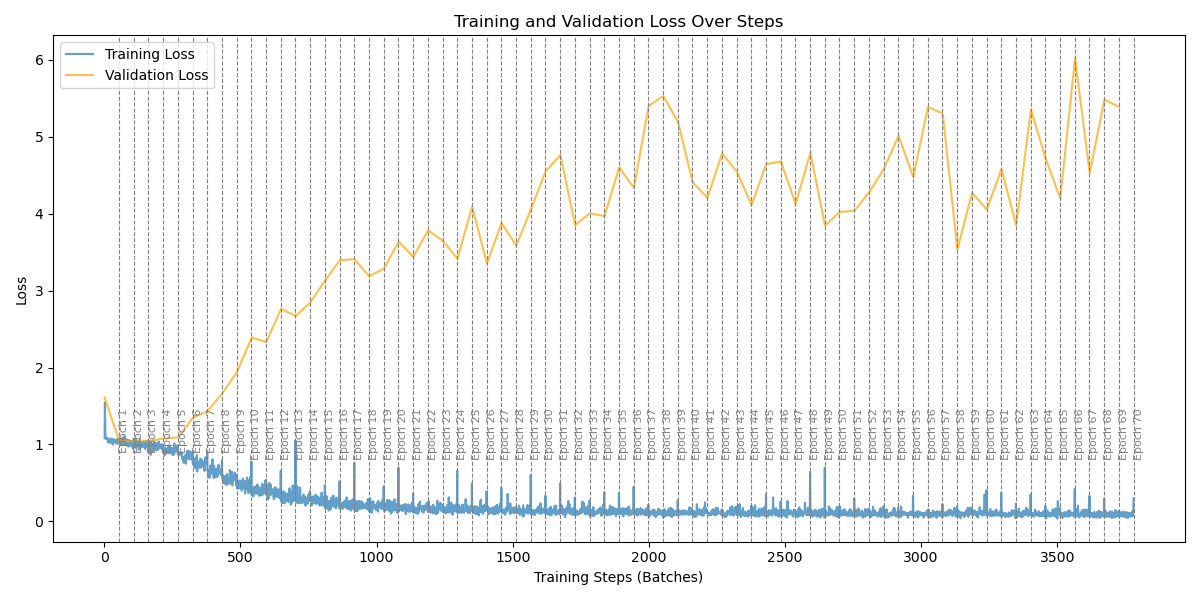 Training and Validation Loss Over Steps
Training Loss
Validation Loss
Loss
6
5
4
3
2
1
0
Epoch 1
Epoch 2
Epoch 3
Epoch 4
Epoch 5
Epoch 6
Epoch 7
Epoch 8
Epoch 9
Epoch 10
Epoch 11
Epoch 12
Epoch 13
Epoch 14
Epoch 15
Epoch 16
Epoch 17
Epoch 18
Epoch 19
Epoch 20
Epoch 21
Epoch 22
Epoch 23
Epoch 24
Epoch 25
Epoch 26
Epoch 27
Epoch 28
Epoch 29
Epoch 30
Epoch 31
Epoch 32
Epoch 33
Epoch 34
Epoch 35
Epoch 36
Epoch 37
Epoch 38
Epoch 39
Epoch 40
Epoch 41
Epoch 42
Epoch 43
Epoch 44
Epoch 45
Epoch 46
Epoch 47
Epoch 48
Epoch 49
Epoch 50
Epoch 51
Epoch 52
Epoch 53
Epoch 54
Epoch 55
Epoch 56
Epoch 57
Epoch 58
Epoch 59
Epoch 60
Epoch 61
Epoch 62
Epoch 63
Epoch 64
Epoch 65
Epoch 66
Epoch 67
Epoch 68
Epoch 69
Epoch 70
0 500 1000 1500 2000 2500 3000 3500
Training Steps (Batches)